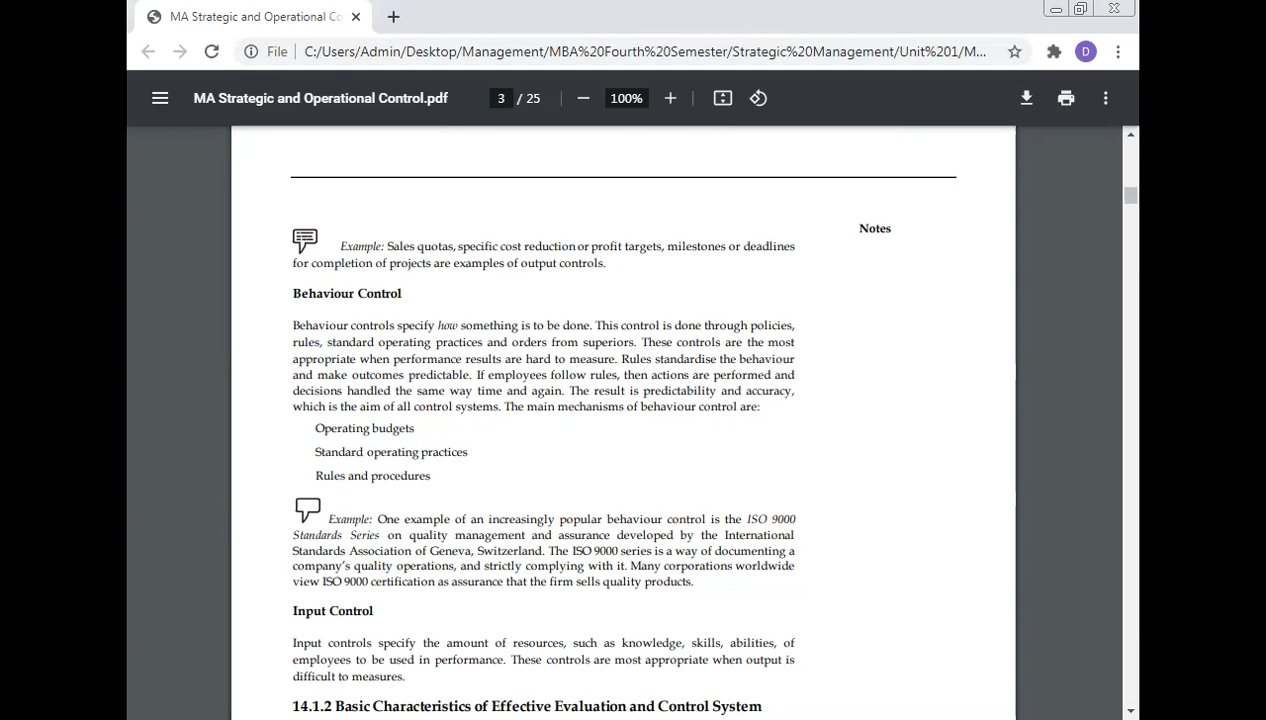 MA Strategic and Operational Co
File C:/Users/Admin/Desktop/Management/MBA%20Fourth%20Semester/Strategic%20Management/Unit%201/M...
D
MA Strategic and Operational Control.pdf 3 / 25 100%
Notes
Example: Sales quotas, specific cost reduction or profit targets, milestones or deadlines
for completion of projects are examples of output controls.
Behaviour Control
Behaviour controls specify how something is to be done. This control is done through policies,
rules, standard operating practices and orders from superiors. These controls are the most
appropriate when performance results are hard to measure. Rules standardise the behaviour
and make outcomes predictable. If employees follow rules, then actions are performed and
decisions handled the same way time and again. The result is predictability and accuracy,
which is the aim of all control systems. The main mechanisms of behaviour control are:
Operating budgets
Standard operating practices
Rules and procedures
Example: One example of an increasingly popular behaviour control is the ISO 9000
Standards Series on quality management and assurance developed by the International
Standards Association of Geneva, Switzerland. The ISO 9000 series is a way of documenting a
company's quality operations, and strictly complying with it. Many corporations worldwide
view ISO 9000 certification as assurance that the firm sells quality products.
Input Control
Input controls specify the amount of resources, such as knowledge, skills, abilities, of
employees to be used in performance. These controls are most appropriate when output is
difficult to measures.
14.1.2 Basic Characteristics of Effective Evaluation and Control System